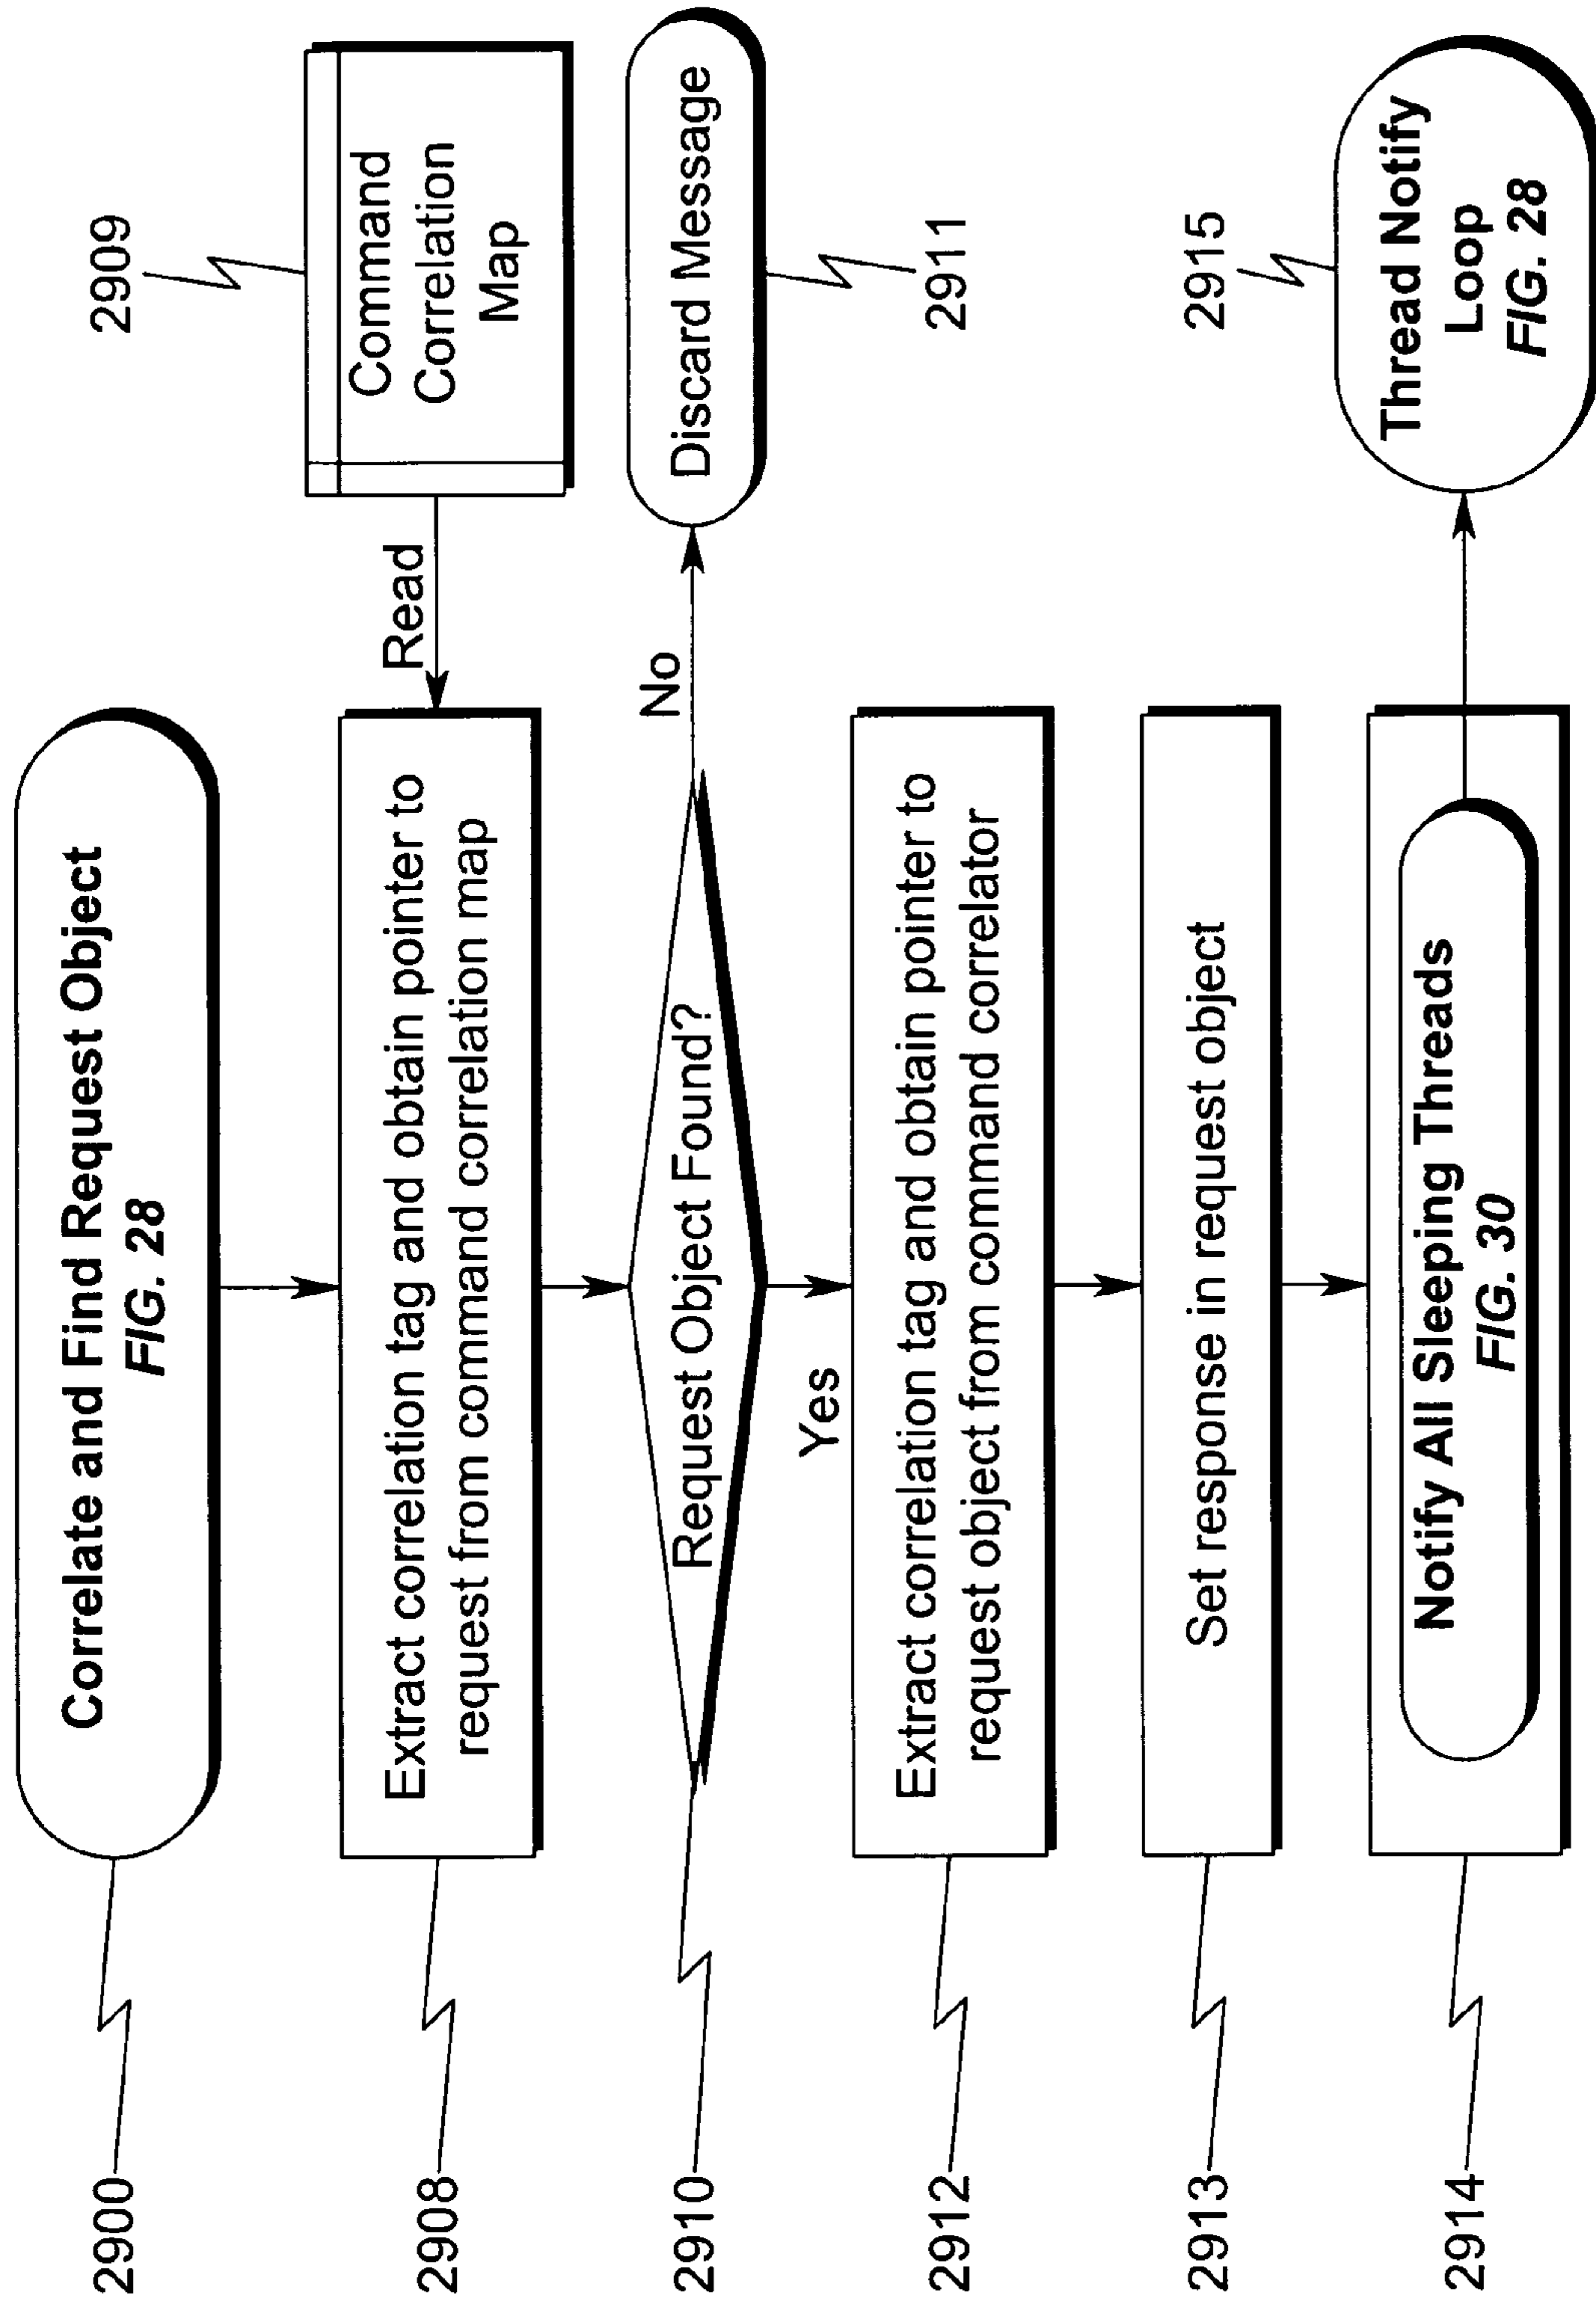 2900
Correlate and Find Request Object
FIG. 28
2909
Command
Correlation
Map
2908
Extract correlation tag and obtain pointer to
request from command correlation map
Read
2910
Request Object Found?
No
Discard Message
2911
Yes
2912
Extract correlation tag and obtain pointer to
request object from command correlator
2913
Set response in request object
2914
Notify All Sleeping Threads
FIG. 30
2915
Thread Notify
Loop
FIG. 28